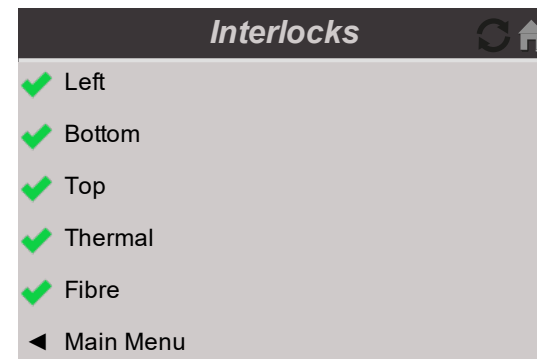 Interlocks
Left
Bottom
Top
Thermal
Fibre
Main Menu